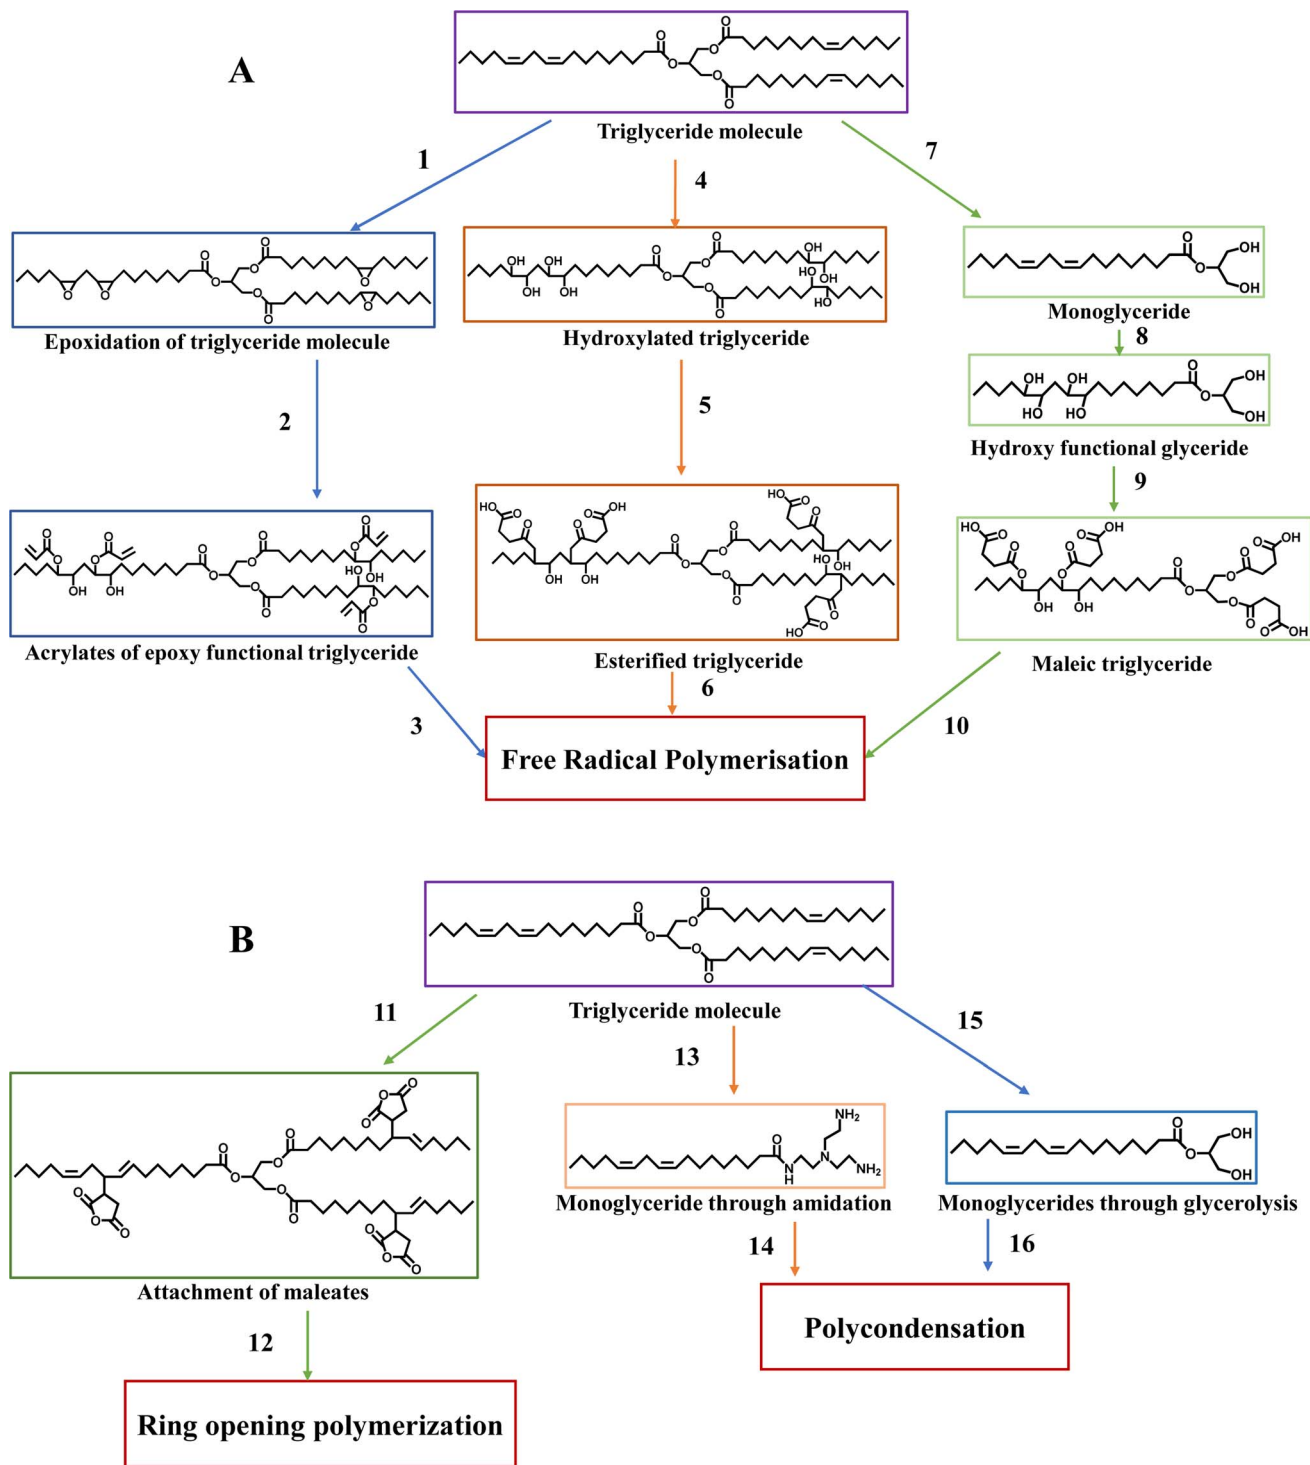 A
Triglyceride molecule
1
4
7
Epoxidation of triglyceride molecule
Hydroxylated triglyceride
Monoglyceride
8
2
5
Hydroxy functional glyceride
9
Acrylates of epoxy functional triglyceride
Esterified triglyceride
Maleic triglyceride
3
6
10
Free Radical Polymerisation
B
Triglyceride molecule
11
13
15
Attachment of maleates
Monoglyceride through amidation
Monoglycerides through glycerolysis
12
14
16
Ring opening polymerization
Polycondensation